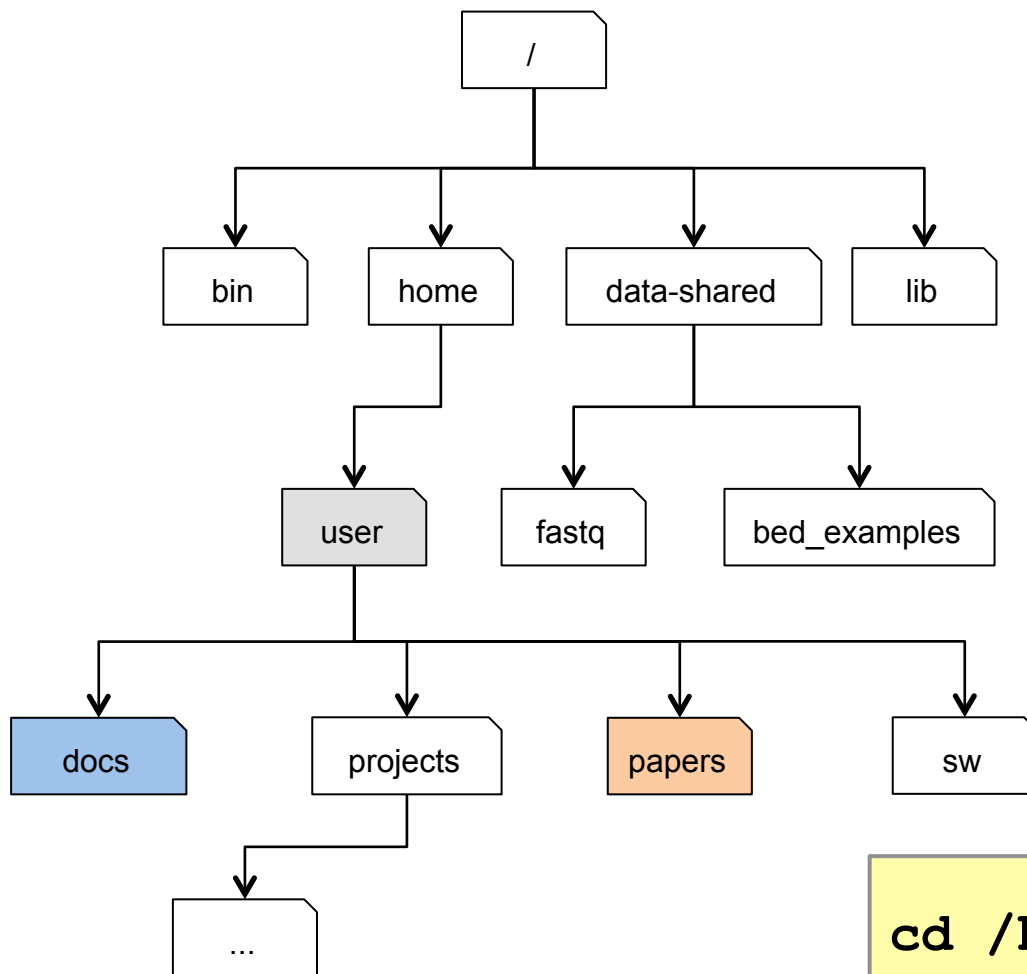 /
bin
home
data-shared
lib
user
fastq
bed_examples
docs
projects
papers
sw
...
cd